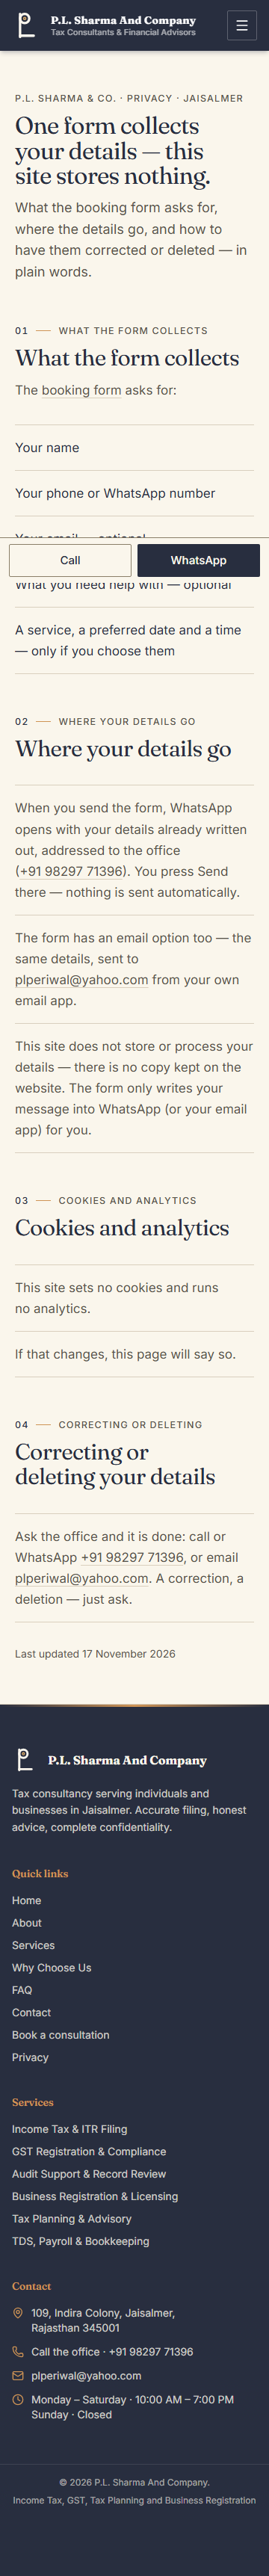 P.L. Sharma And Company
Tax Consultants & Financial Advisors
P.L. SHARMA & CO. · PRIVACY · JAISALMER
One form collects
your details — this
site stores nothing.
What the booking form asks for,
where the details go, and how to
have them corrected or deleted — in
plain words.
01 — WHAT THE FORM COLLECTS
What the form collects
The booking form asks for:
Your name
Your phone or WhatsApp number
Your email — optional
Call
WhatsApp
What you need help with — optional
A service, a preferred date and a time
— only if you choose them
02 — WHERE YOUR DETAILS GO
Where your details go
When you send the form, WhatsApp
opens with your details already written
out, addressed to the office
(+91 98297 71396). You press Send
there — nothing is sent automatically.
The form has an email option too — the
same details, sent to
plperiwal@yahoo.com from your own
email app.
This site does not store or process your
details — there is no copy kept on the
website. The form only writes your
message into WhatsApp (or your email
app) for you.
03 — COOKIES AND ANALYTICS
Cookies and analytics
This site sets no cookies and runs
no analytics.
If that changes, this page will say so.
04 — CORRECTING OR DELETING
Correcting or
deleting your details
Ask the office and it is done: call or
WhatsApp +91 98297 71396, or email
plperiwal@yahoo.com. A correction, a
deletion — just ask.
Last updated 17 November 2026
P.L. Sharma And Company
Tax consultancy serving individuals and
businesses in Jaisalmer. Accurate filing, honest
advice, complete confidentiality.
Quick links
Home
About
Services
Why Choose Us
FAQ
Contact
Book a consultation
Privacy
Services
Income Tax & ITR Filing
GST Registration & Compliance
Audit Support & Record Review
Business Registration & Licensing
Tax Planning & Advisory
TDS, Payroll & Bookkeeping
Contact
109, Indira Colony, Jaisalmer,
Rajasthan 345001
Call the office · +91 98297 71396
plperiwal@yahoo.com
Monday – Saturday · 10:00 AM – 7:00 PM
Sunday · Closed
© 2026 P.L. Sharma And Company.
Income Tax, GST, Tax Planning and Business Registration